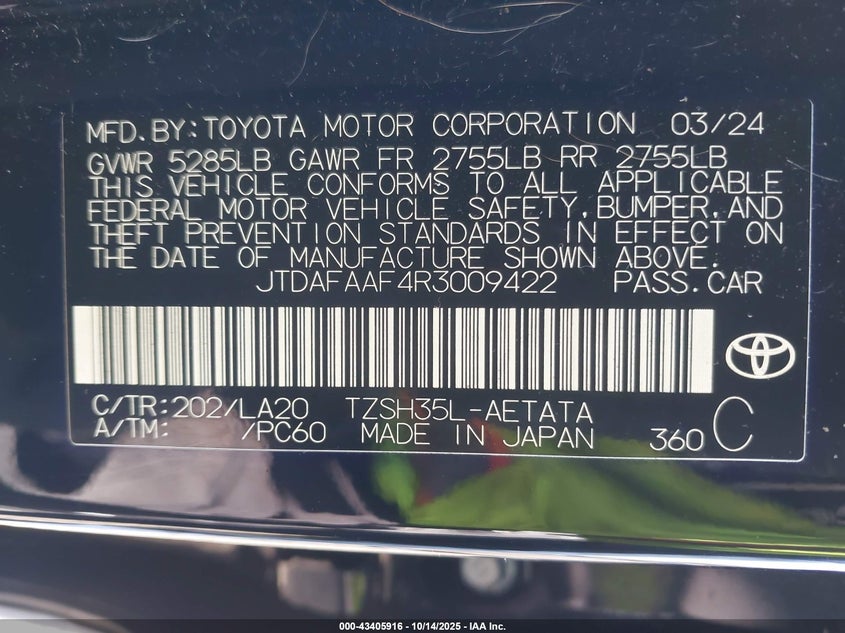 MFD.BY:TOYOTA MOTOR CORPORATION 03/24
GVWR 5285LB GAWR FR 2755LB RR 2755LB
THIS VEHICLE CONFORMS TO ALL APPLICABLE
FEDERAL MOTOR VEHICLE SAFETY,BUMPER,AND
THEFT PREVENTION STANDARDS IN EFFECT ON
THE DATE OF MANUFACTURE SHOWN ABOVE.
JTDAFAAF4R3009422 PASS.CAR
C/TR:202/LA20 TZSH35L-AETATA
A/TM: /PC60 MADE IN JAPAN 360 C
000-43405916 - 10/14/2025 - IAA Inc.